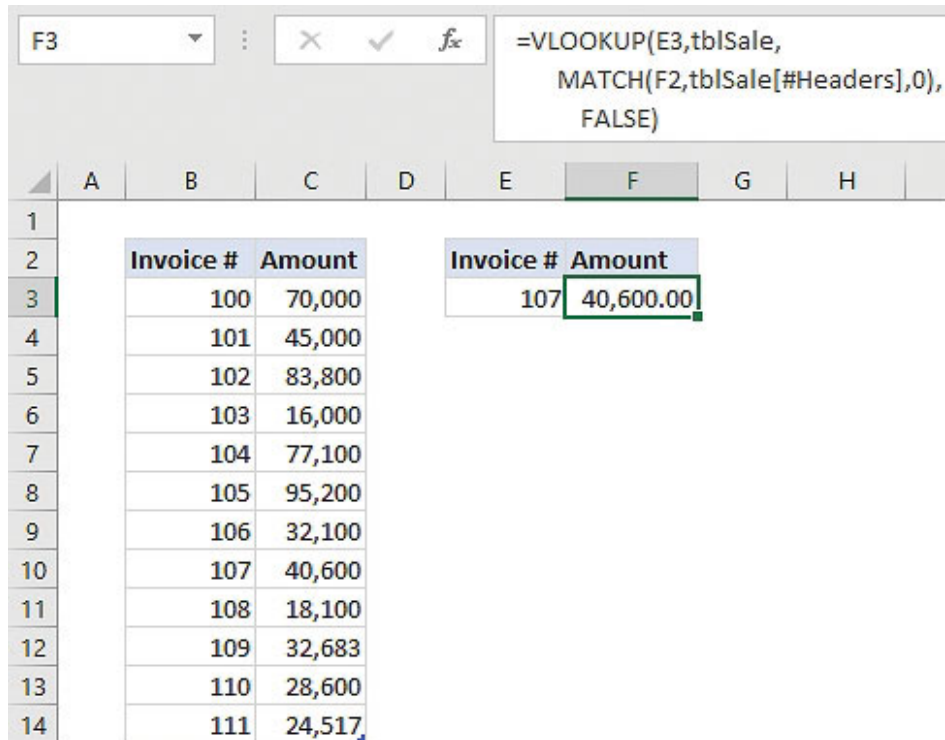 F3 fx =VLOOKUP(E3,tblSale,
MATCH(F2,tblSale[#Headers],0),
FALSE)
A B C D E F G H
1
2 Invoice # Amount Invoice # Amount
3 100 70,000 107 40,600.00
4 101 45,000
5 102 83,800
6 103 16,000
7 104 77,100
8 105 95,200
9 106 32,100
10 107 40,600
11 108 18,100
12 109 32,683
13 110 28,600
14 111 24,517